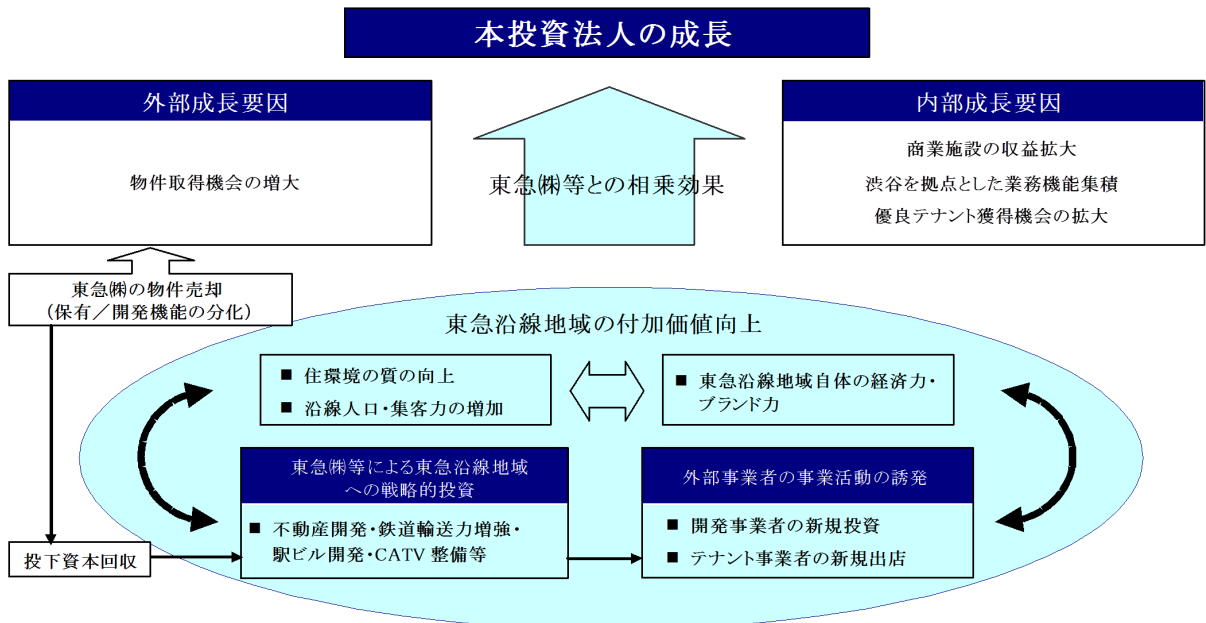 本投資法人の成長
外部成長要因
物件取得機会の増大
東急㈱等との相乗効果
内部成長要因
商業施設の収益拡大
渋谷を拠点とした業務機能集積
優良テナント獲得機会の拡大
東急㈱の物件売却
（保有／開発機能の分化）
東急沿線地域の付加価値向上
■ 住環境の質の向上
■ 沿線人口・集客力の増加
■ 東急沿線地域自体の経済力・
ブランド力
東急㈱等による東急沿線地域
への戦略的投資
■ 不動産開発・鉄道輸送力増強・
駅ビル開発・CATV 整備等
外部事業者の事業活動の誘発
■ 開発事業者の新規投資
■ テナント事業者の新規出店
投下資本回収